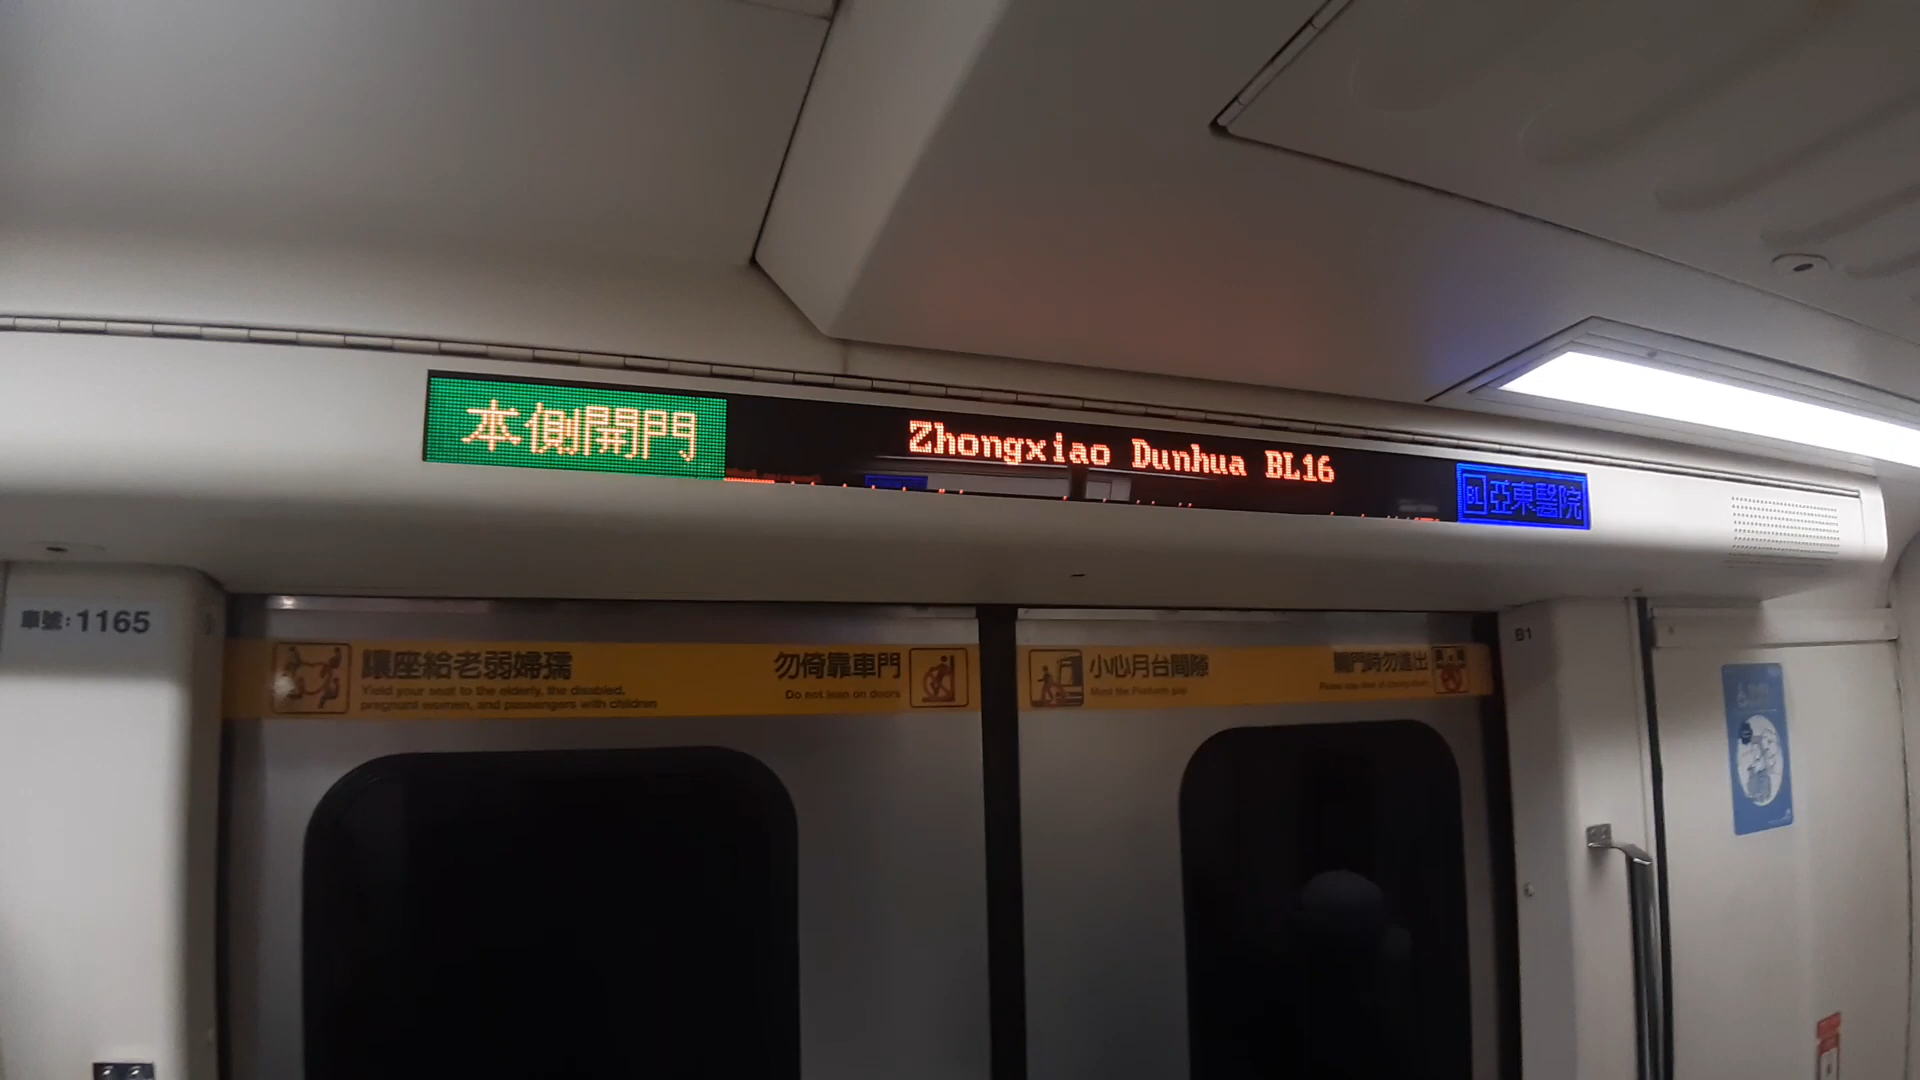 本側開門
Zhongxiao Dunhua BL16
BL 亞東醫院
車號:1165
讓座給老弱婦孺
Yield your seat to the elderly, the disabled,
pregnant women, and passengers with children
勿倚靠車門
Do not lean on doors
小心月台間隙
Mind the Platform gap
關門時勿進出
B1